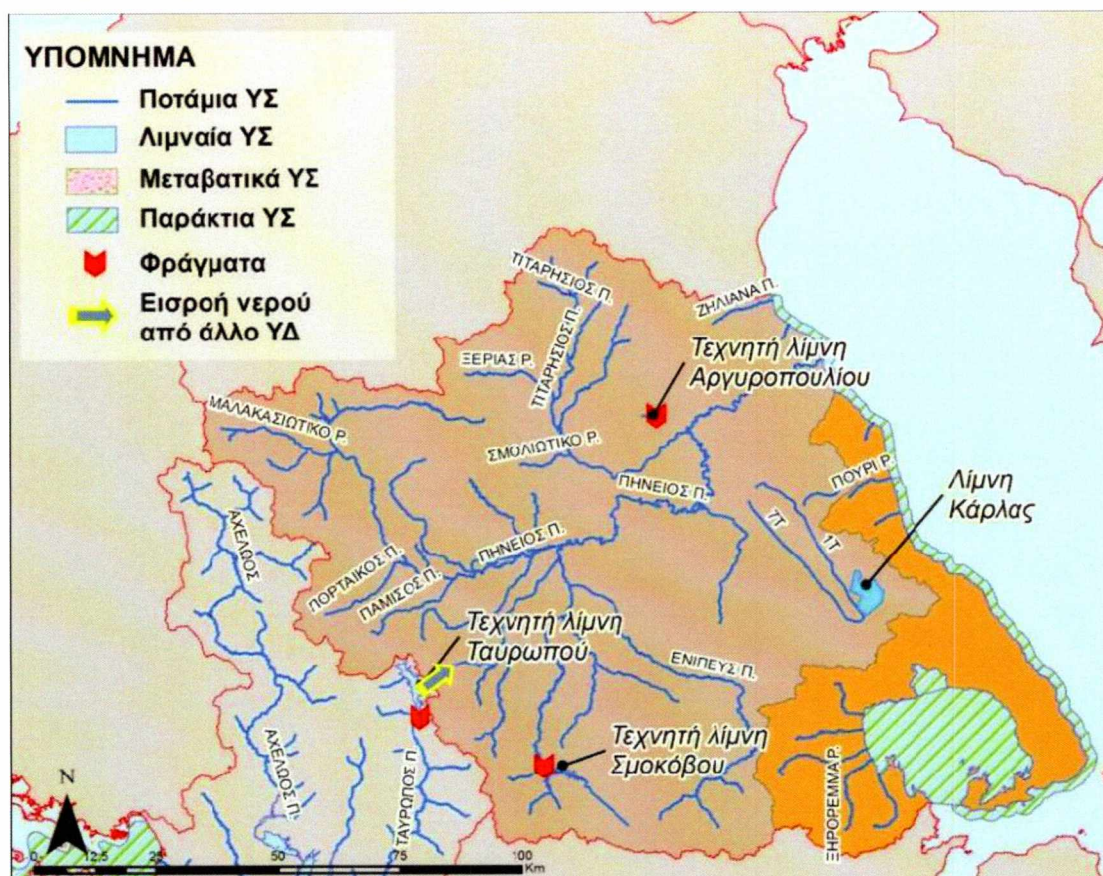 ΥΠΟΜΝΗΜΑ
Ποτάμια ΥΣ
Λιμναία ΥΣ
Μεταβατικά ΥΣ
Παράκτια ΥΣ
Φράγματα
Εισροή νερού
από άλλο ΥΔ
ΤΙΤΑΡΗΣΙΟΣ Π.
ΖΗΛΙΑΝΑ Π.
ΤΙΤΑΡΗΣΙΟΣ Π.
ΞΕΡΙΑΣ Ρ.
Τεχνητή λίμνη
Αργυροπουλίου
ΜΑΛΑΚΑΣΙΩΤΙΚΟ Ρ.
ΣΜΟΛΙΩΤΙΚΟ Ρ.
ΠΗΝΕΙΟΣ Π.
ΠΟΥΡΙ Ρ.
Λίμνη
Κάρλας
7Τ
1Τ
ΑΧΕΛΩΟΣ
ΠΗΝΕΙΟΣ Π.
ΠΟΡΤΑΙΚΟΣ Π.
ΠΑΜΙΣΟΣ Π.
Τεχνητή λίμνη
Ταυρωπού
ΕΝΙΠΕΥΣ Π.
ΑΧΕΛΩΟΣ Π.
ΤΑΥΡΩΠΟΣ Π
Τεχνητή λίμνη
Σμοκόβου
ΞΗΡΟΡΕΜΜΑ Ρ.
N
0 12,5 25 50 75 100
Km